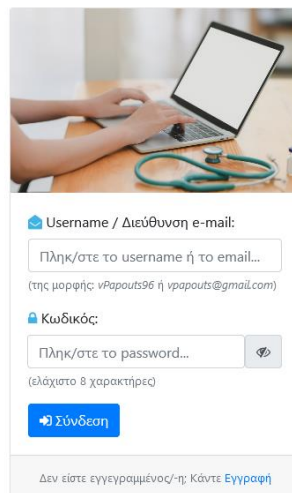 Username / Διεύθυνση e-mail:
Πληκ/στε το username ή το email...
(της μορφής: vPapouts96 ή vpapouts@gmail.com)
Κωδικός:
Πληκ/στε το password...
(ελάχιστο 8 χαρακτήρες)
Σύνδεση
Δεν είστε εγγεγραμμένος/-η; Κάντε Εγγραφή